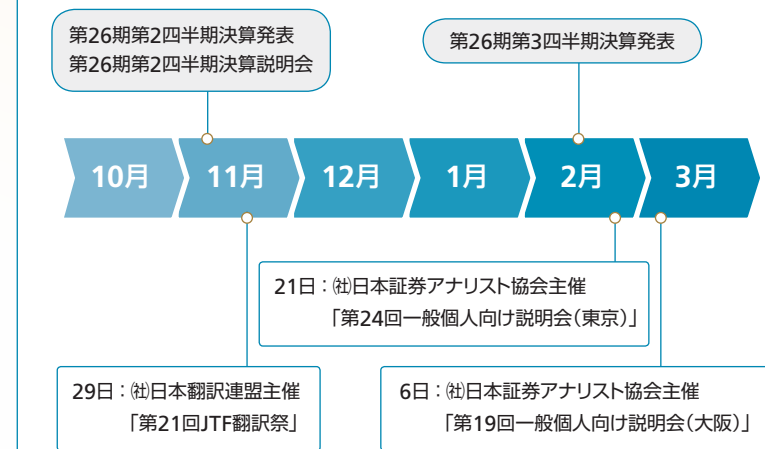 第26期第2四半期決算発表
第26期第2四半期決算説明会
第26期第3四半期決算発表
10月
11月
12月
1月
2月
3月
21日：㈳日本証券アナリスト協会主催
「第24回一般個人向け説明会（東京）」
29日：㈳日本翻訳連盟主催
「第21回JTF翻訳祭」
6日：㈳日本証券アナリスト協会主催
「第19回一般個人向け説明会（大阪）」